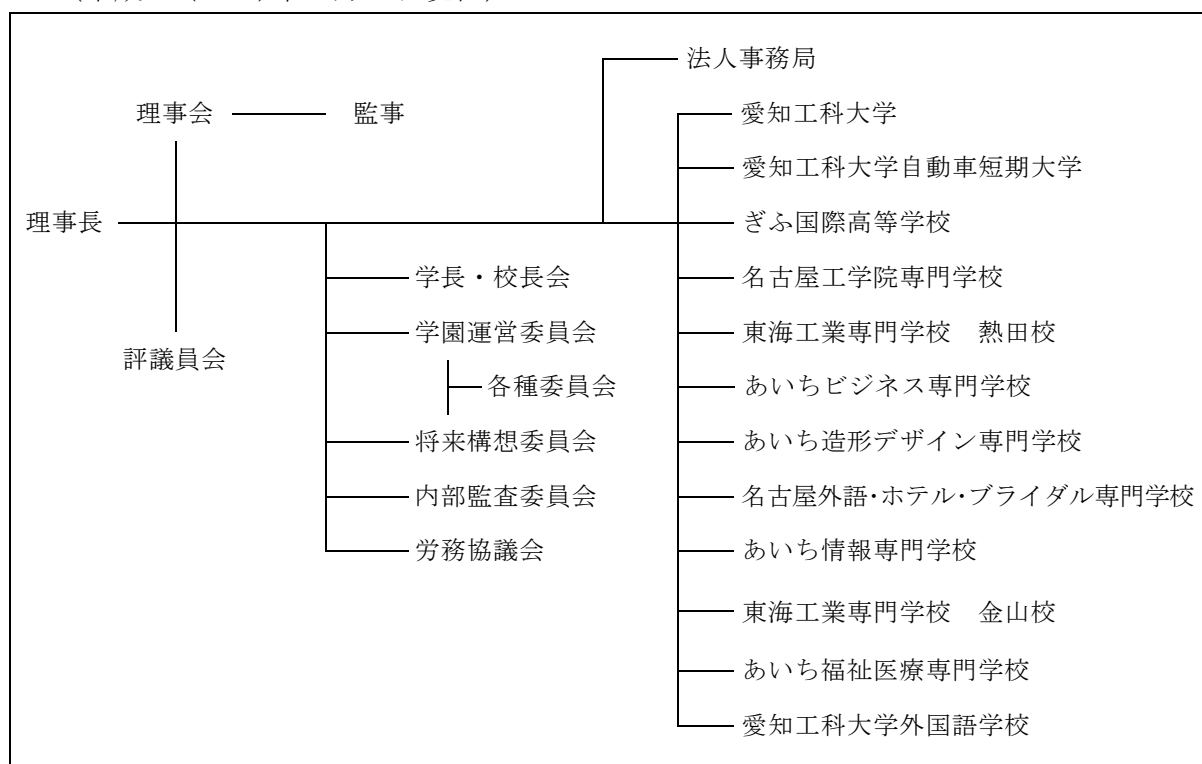 法人事務局
理事会
監事
理事長
評議員会
学長・校長会
学園運営委員会
各種委員会
将来構想委員会
内部監査委員会
労務協議会
愛知工科大学
愛知工科大学自動車短期大学
ぎふ国際高等学校
名古屋工学院専門学校
東海工業専門学校　熱田校
あいちビジネス専門学校
あいち造形デザイン専門学校
名古屋外語･ホテル･ブライダル専門学校
あいち情報専門学校
東海工業専門学校　金山校
あいち福祉医療専門学校
愛知工科大学外国語学校